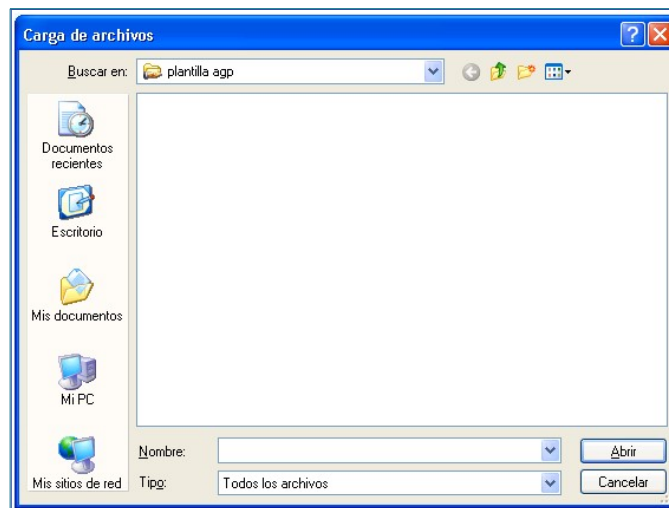 Carga de archivos
Buscar en: plantilla agp
Documentos
recientes
Escritorio
Mis documentos
Mi PC
Mis sitios de red
Nombre: Abrir
Tipo: Todos los archivos Cancelar